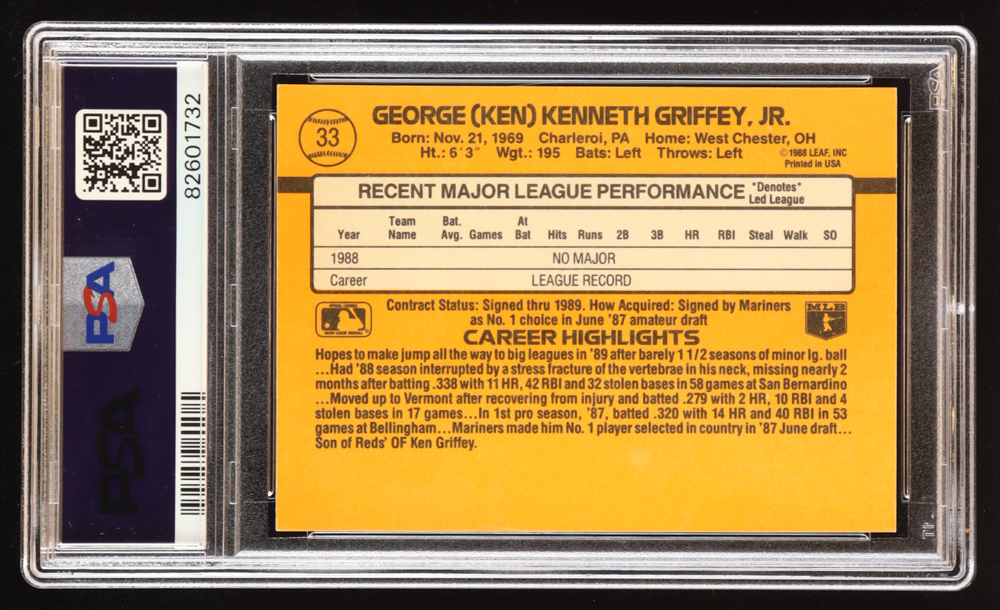 82601732
PSA
PSA
33
GEORGE (KEN) KENNETH GRIFFEY, JR.
Born: Nov. 21, 1969 Charleroi, PA Home: West Chester, OH
Ht.: 6'3" Wgt.: 195 Bats: Left Throws: Left
©1988 LEAF, INC
Printed in USA
RECENT MAJOR LEAGUE PERFORMANCE
"Denotes"
Led League
Year Team Name Bat. Avg. Games At Bat Hits Runs 2B 3B HR RBI Steal Walk SO
1988 NO MAJOR
Career LEAGUE RECORD
Contract Status: Signed thru 1989. How Acquired: Signed by Mariners
as No. 1 choice in June '87 amateur draft
MLB
CAREER HIGHLIGHTS
Hopes to make jump all the way to big leagues in '89 after barely 1 1/2 seasons of minor lg. ball
...Had '88 season interrupted by a stress fracture of the vertebrae in his neck, missing nearly 2
months after batting .338 with 11 HR, 42 RBI and 32 stolen bases in 58 games at San Bernardino
...Moved up to Vermont after recovering from injury and batted .279 with 2 HR, 10 RBI and 4
stolen bases in 17 games...In 1st pro season, '87, batted .320 with 14 HR and 40 RBI in 53
games at Bellingham...Mariners made him No. 1 player selected in country in '87 June draft...
Son of Reds' OF Ken Griffey.